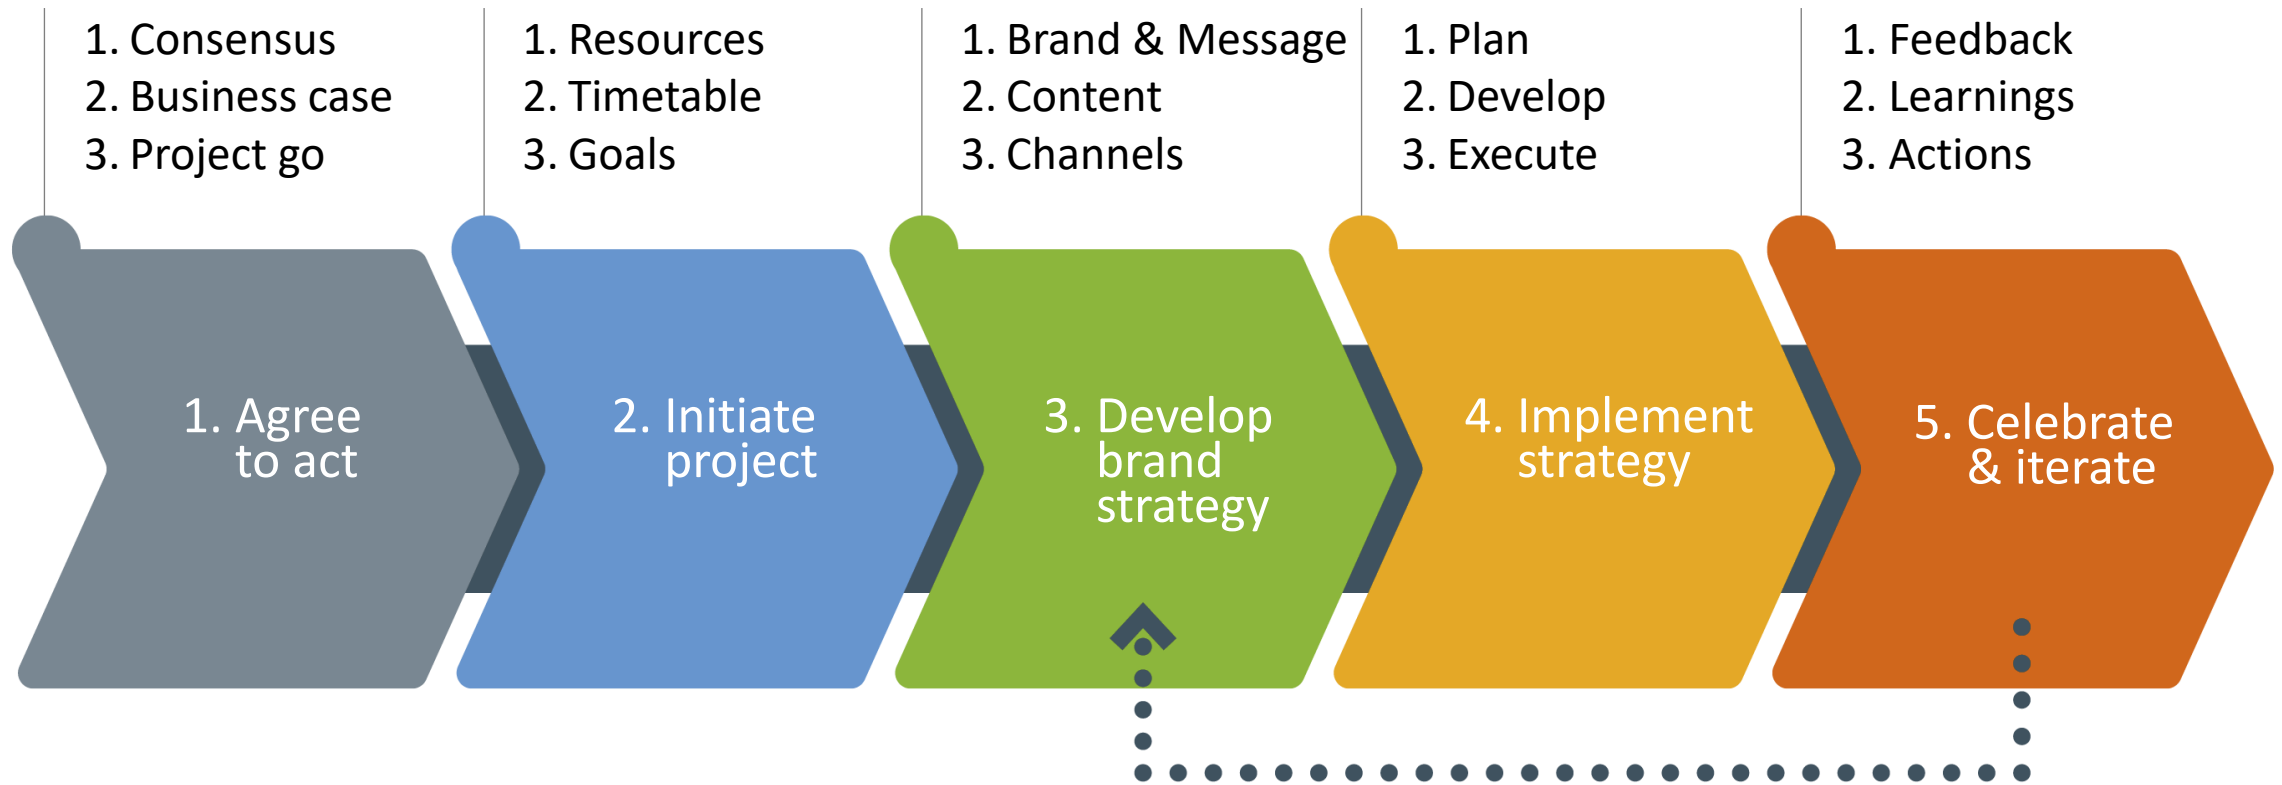 1. Consensus
2. Business case
3. Project go
1. Resources
2. Timetable
3. Goals
1. Brand & Message
2. Content
3. Channels
1. Plan
2. Develop
3. Execute
1. Feedback
2. Learnings
3. Actions
1. Agree
to act
2. Initiate
project
3. Develop
brand
strategy
4. Implement
strategy
5. Celebrate
& iterate